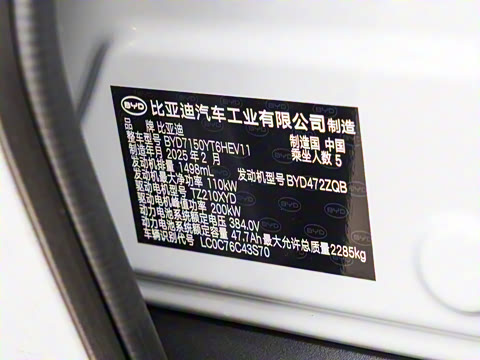 BYD 比亚迪汽车工业有限公司 制造
品 牌 比亚迪 制造国 中国
整车型号 BYD7150YT6HEV11 乘坐人数 5
制造年月 2025 年 2 月
发动机排量 1498mL 发动机型号 BYD472ZQB
发动机最大净功率 110kW
驱动电机型号 TZ210XYD
驱动电机峰值功率 200kW
动力电池系统额定电压 384.0V
动力电池系统额定容量 47.7Ah 最大允许总质量 2285kg
车辆识别代号 LC0C76C43S70